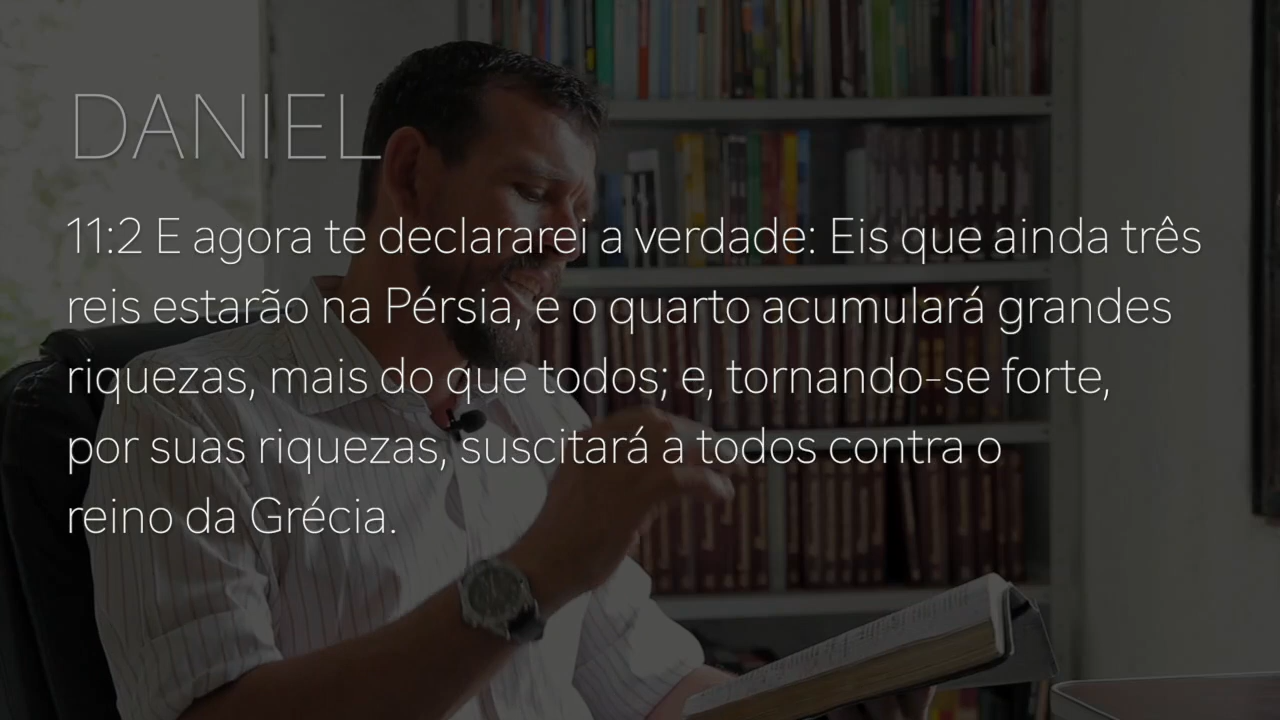 DANIEL
11:2 E agora te declararei a verdade: Eis que ainda três
reis estarão na Pérsia, e o quarto acumulará grandes
riquezas, mais do que todos; e, tornando-se forte,
por suas riquezas, suscitará a todos contra o
reino da Grécia.